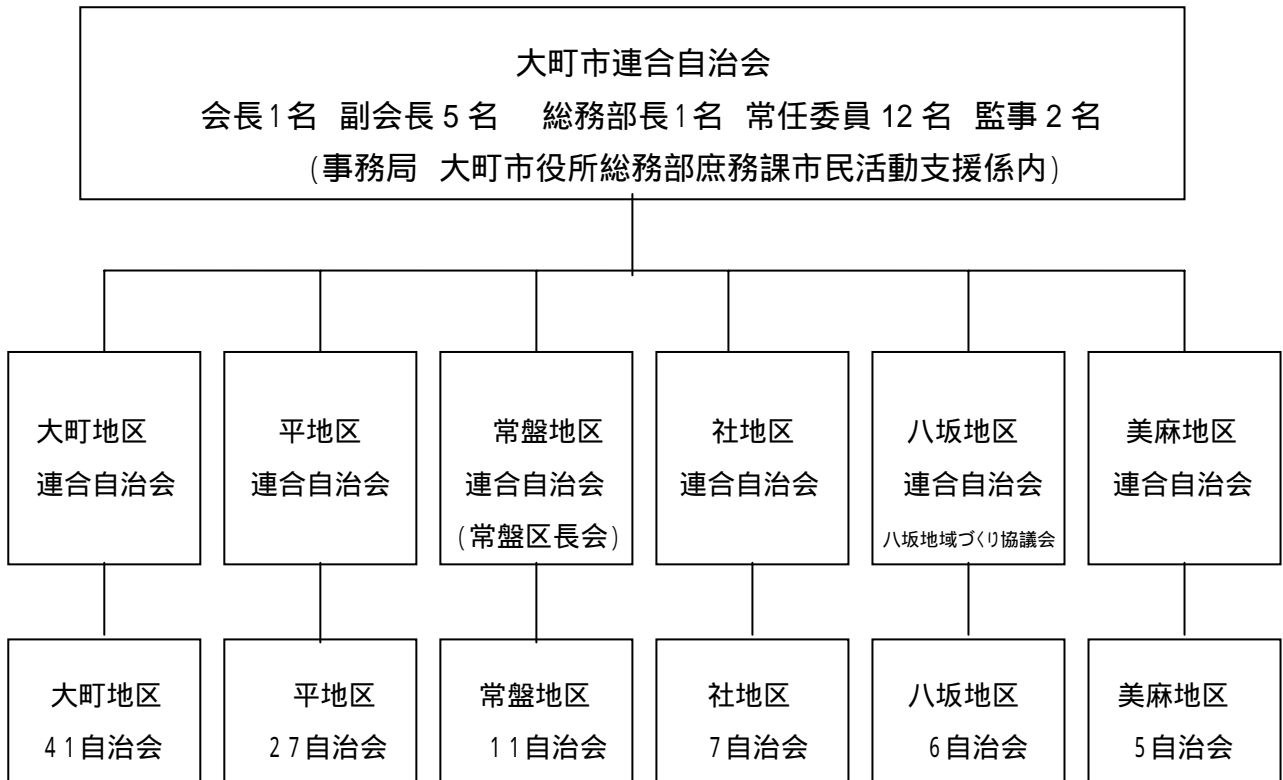 大町市連合自治会
会長1名 副会長5名 総務部長1名 常任委員12名 監事2名
(事務局 大町市役所総務部庶務課市民活動支援係内)
大町地区
連合自治会
平地区
連合自治会
常盤地区
連合自治会
(常盤区長会)
社地区
連合自治会
八坂地区
連合自治会
八坂地域づくり協議会
美麻地区
連合自治会
大町地区
41自治会
平地区
27自治会
常盤地区
11自治会
社地区
7自治会
八坂地区
6自治会
美麻地区
5自治会